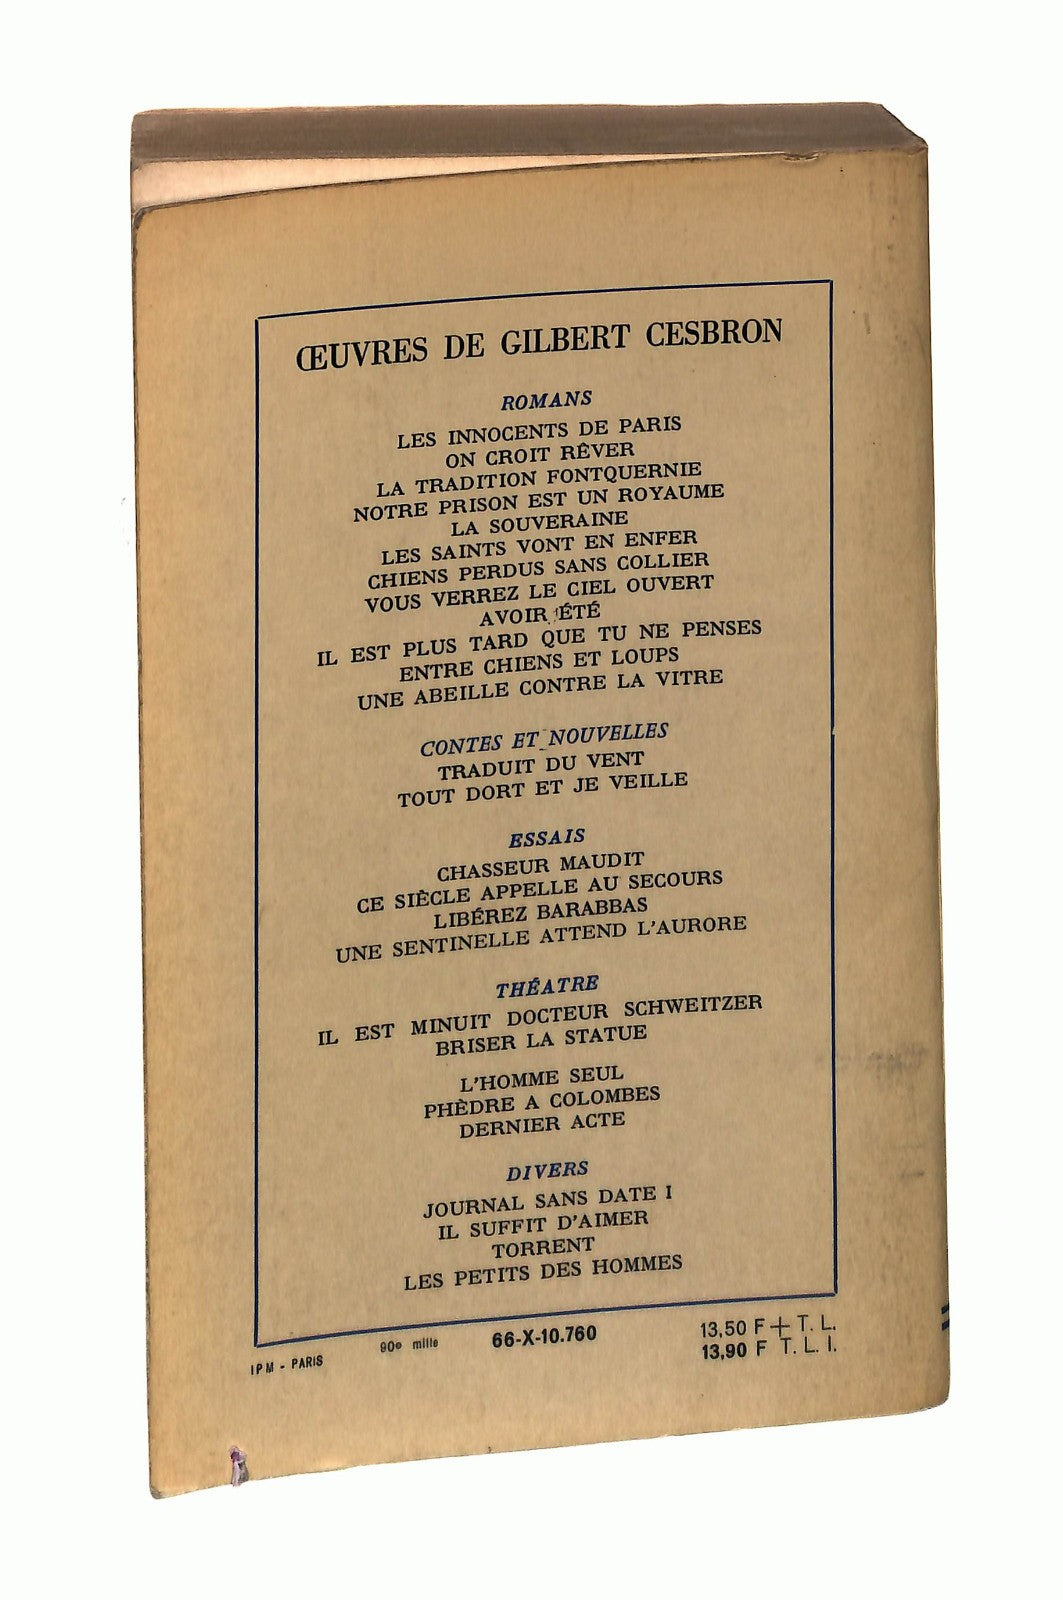 ŒUVRES DE GILBERT CESBRON
ROMANS
LES INNOCENTS DE PARIS
ON CROIT RÊVER
LA TRADITION FONTQUERNIE
NOTRE PRISON EST UN ROYAUME
LA SOUVERAINE
LES SAINTS VONT EN ENFER
CHIENS PERDUS SANS COLLIER
VOUS VERREZ LE CIEL OUVERT
AVOIR ÉTÉ
IL EST PLUS TARD QUE TU NE PENSES
ENTRE CHIENS ET LOUPS
UNE ABEILLE CONTRE LA VITRE
CONTES ET NOUVELLES
TRADUIT DU VENT
TOUT DORT ET JE VEILLE
ESSAIS
CHASSEUR MAUDIT
CE SIÈCLE APPELLE AU SECOURS
LIBÉREZ BARABBAS
UNE SENTINELLE ATTEND L'AURORE
THÉATRE
IL EST MINUIT DOCTEUR SCHWEITZER
BRISER LA STATUE
L'HOMME SEUL
PHÈDRE A COLOMBES
DERNIER ACTE
DIVERS
JOURNAL SANS DATE I
IL SUFFIT D'AIMER
TORRENT
LES PETITS DES HOMMES
IPM - PARIS 90e mille 66-X-10.760 13,50 F + T. L.
13,90 F T. L. I.